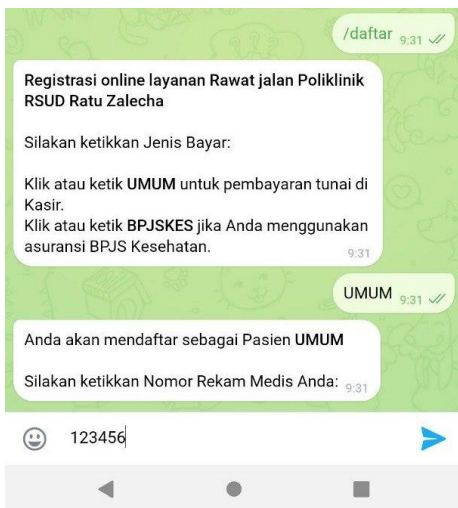 /daftar 9:31
Registrasi online layanan Rawat jalan Poliklinik
RSUD Ratu Zalecha
Silakan ketikkan Jenis Bayar:
Klik atau ketik UMUM untuk pembayaran tunai di
Kasir.
Klik atau ketik BPJSKES jika Anda menggunakan
asuransi BPJS Kesehatan.
9:31
UMUM 9:31
Anda akan mendaftar sebagai Pasien UMUM
Silakan ketikkan Nomor Rekam Medis Anda: 9:31
123456